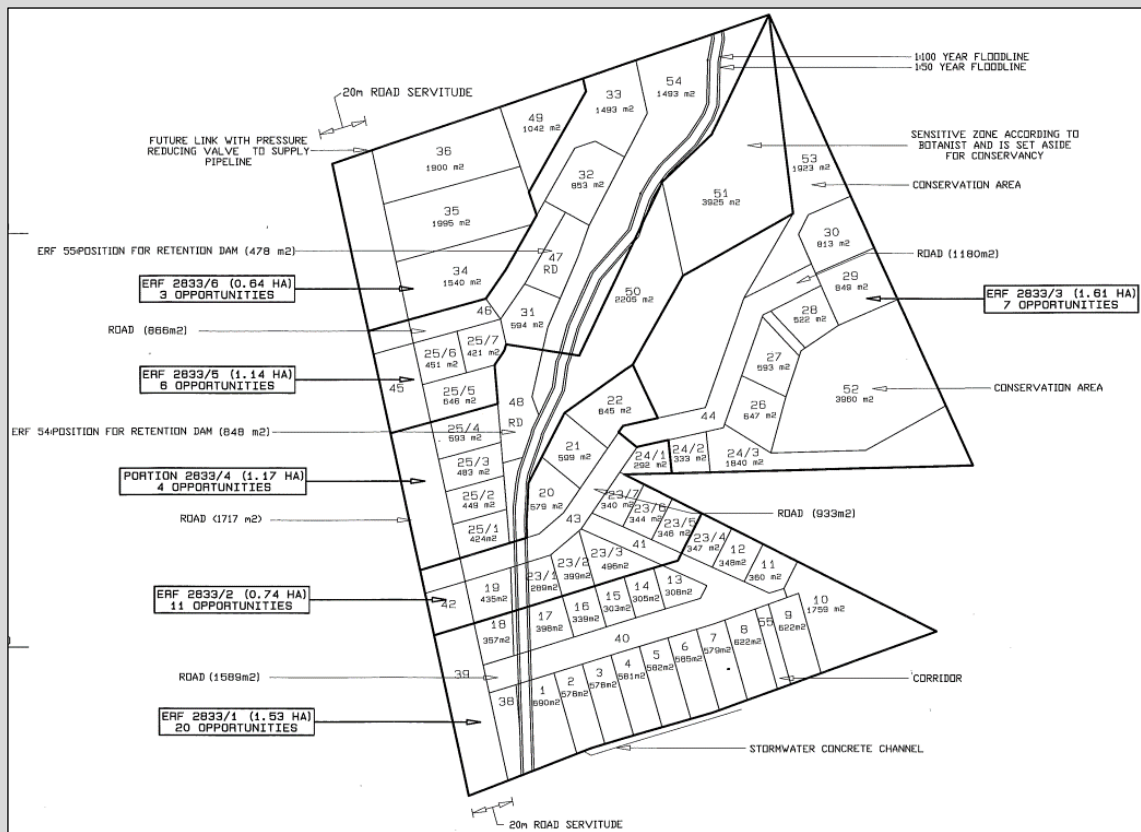 1:100 YEAR FLOODLINE
1:50 YEAR FLOODLINE
20m ROAD SERVITUDE
FUTURE LINK WITH PRESSURE
REDUCING VALVE TO SUPPLY
PIPELINE
SENSITIVE ZONE ACCORDING TO
BOTANIST AND IS SET ASIDE
FOR CONSERVANCY
CONSERVATION AREA
54
1493 m2
33
1493 m2
49
1042 m2
36
1800 m2
53
1923 m2
32
853 m2
51
3925 m2
35
1995 m2
30
813 m2
ERF 55:POSITION FOR RETENTION DAM (478 m2)
47
RD
ROAD (1180m2)
34
1540 m2
29
849 m2
ERF 2833/6 (0.64 HA)
3 OPPORTUNITIES
50
2205 m2
ERF 2833/3 (1.61 HA)
7 OPPORTUNITIES
46
31
594 m2
28
522 m2
ROAD (866m2)
25/7
421 m2
25/6
451 m2
27
593 m2
ERF 2833/5 (1.14 HA)
6 OPPORTUNITIES
45
25/5
646 m2
52
3960 m2
CONSERVATION AREA
48
RD
22
645 m2
44
26
647 m2
ERF 54:POSITION FOR RETENTION DAM (848 m2)
25/4
593 m2
21
599 m2
24/1
292 m2
24/2
333 m2
24/3
1840 m2
25/3
483 m2
PORTION 2833/4 (1.17 HA)
4 OPPORTUNITIES
25/2
449 m2
20
579 m2
23/7
340 m2
23/6
344 m2
23/5
346 m2
ROAD (933m2)
ROAD (1717 m2)
25/1
424m2
43
41
23/4
347 m2
12
348m2
11
360 m2
23/3
496m2
23/2
399m2
23/1
289m2
ERF 2833/2 (0.74 HA)
11 OPPORTUNITIES
42
19
435m2
13
308m2
14
305m2
15
303m2
16
339m2
17
398m2
18
357m2
10
1759 m2
9
622m2
55
8
622m2
40
7
579m2
6
585m2
5
582m2
4
581m2
3
578m2
2
578m2
1
590m2
39
ROAD (1589m2)
38
CORRIDOR
ERF 2833/1 (1.53 HA)
20 OPPORTUNITIES
STORMWATER CONCRETE CHANNEL
20m ROAD SERVITUDE